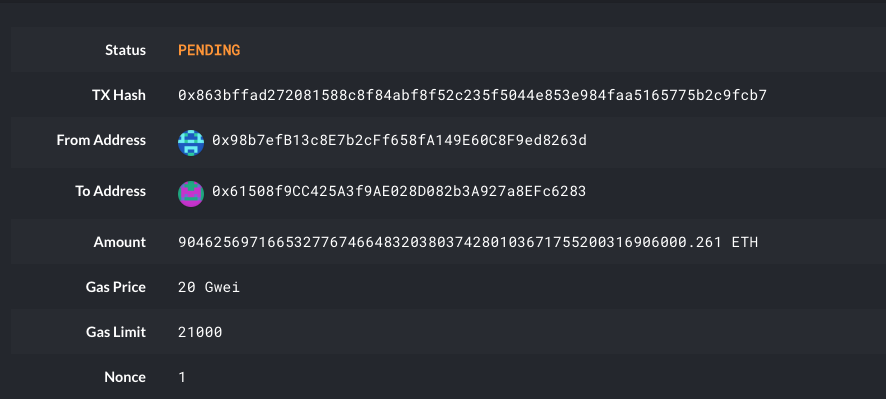 Status PENDING
TX Hash 0x863bffad272081588c8f84abf8f52c235f5044e853e984faa5165775b2c9fcb7
From Address 0x98b7efB13c8E7b2cFf658fA149E60C8F9ed8263d
To Address 0x61508f9CC425A3f9AE028D082b3A927a8EFc6283
Amount 904625697166532776746648320380374280103671755200316906000.261 ETH
Gas Price 20 Gwei
Gas Limit 21000
Nonce 1